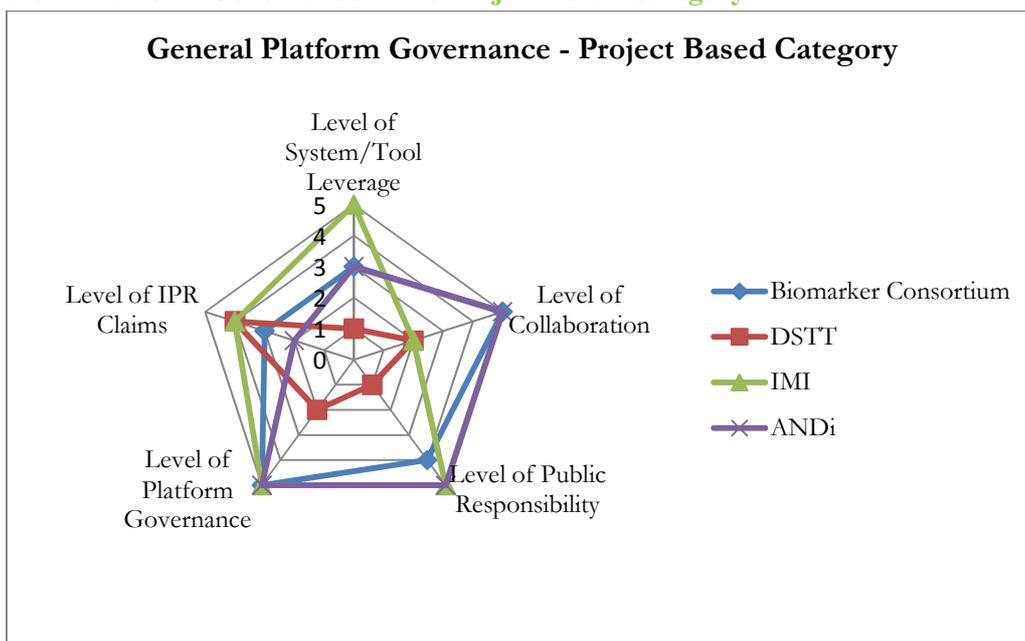 General Platform Governance - Project Based Category
Level of
System/Tool
Leverage
5
4
3
2
1
0
Level of
Collaboration
Level of Public
Responsibility
Level of
Platform
Governance
Level of IPR
Claims
Biomarker Consortium
DSTT
IMI
ANDi